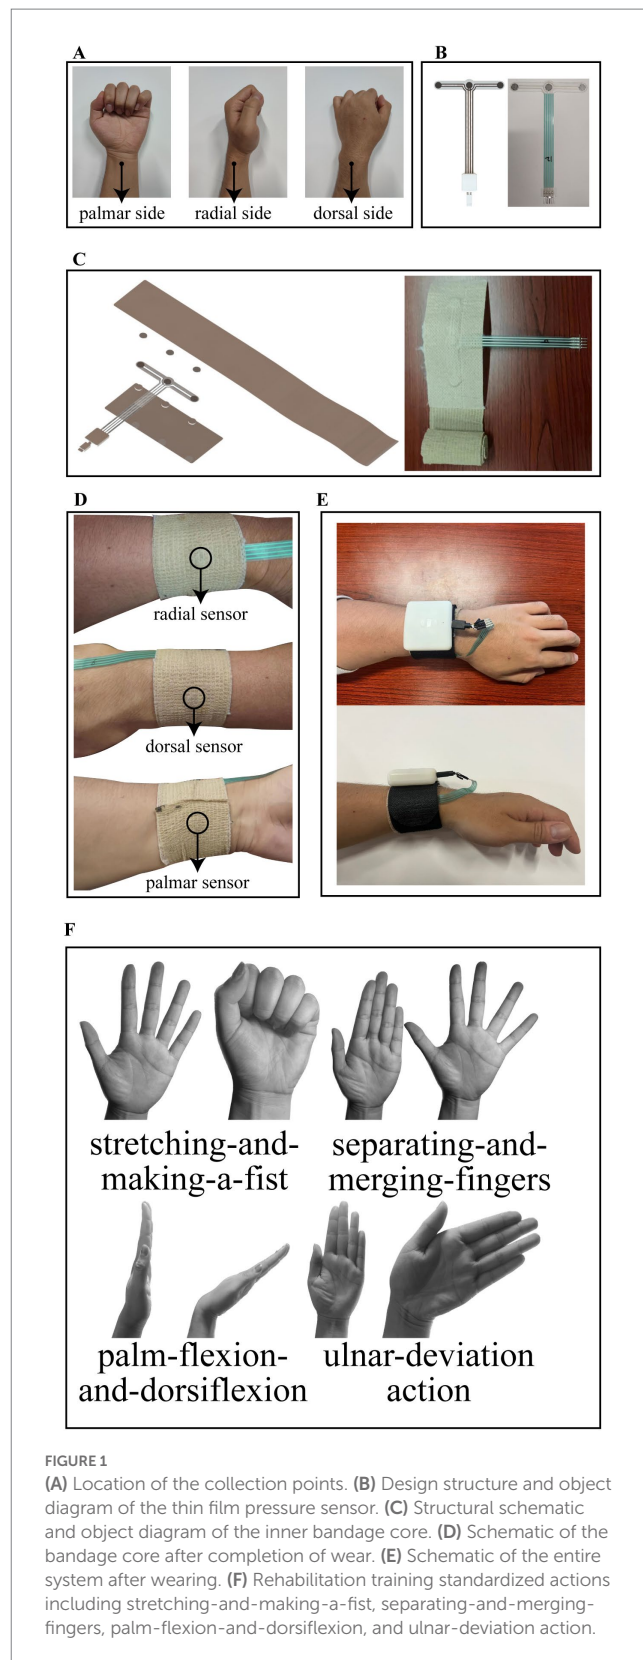 A
B
palmar side
radial side
dorsal side
C
D
E
radial sensor
dorsal sensor
palmar sensor
F
stretching-and-
making-a-fist
separating-and-
merging-fingers
palm-flexion-
and-dorsiflexion
ulnar-deviation
action
FIGURE 1
(A) Location of the collection points. (B) Design structure and object
diagram of the thin film pressure sensor. (C) Structural schematic
and object diagram of the inner bandage core. (D) Schematic of the
bandage core after completion of wear. (E) Schematic of the entire
system after wearing. (F) Rehabilitation training standardized actions
including stretching-and-making-a-fist, separating-and-merging-
fingers, palm-flexion-and-dorsiflexion, and ulnar-deviation action.